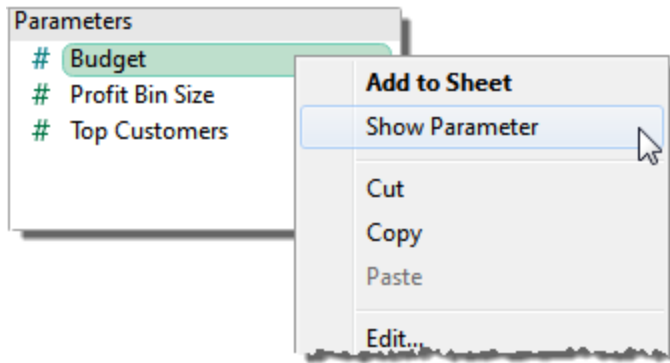 Parameters
# Budget
# Profit Bin Size
# Top Customers
Add to Sheet
Show Parameter
Cut
Copy
Paste
Edit...